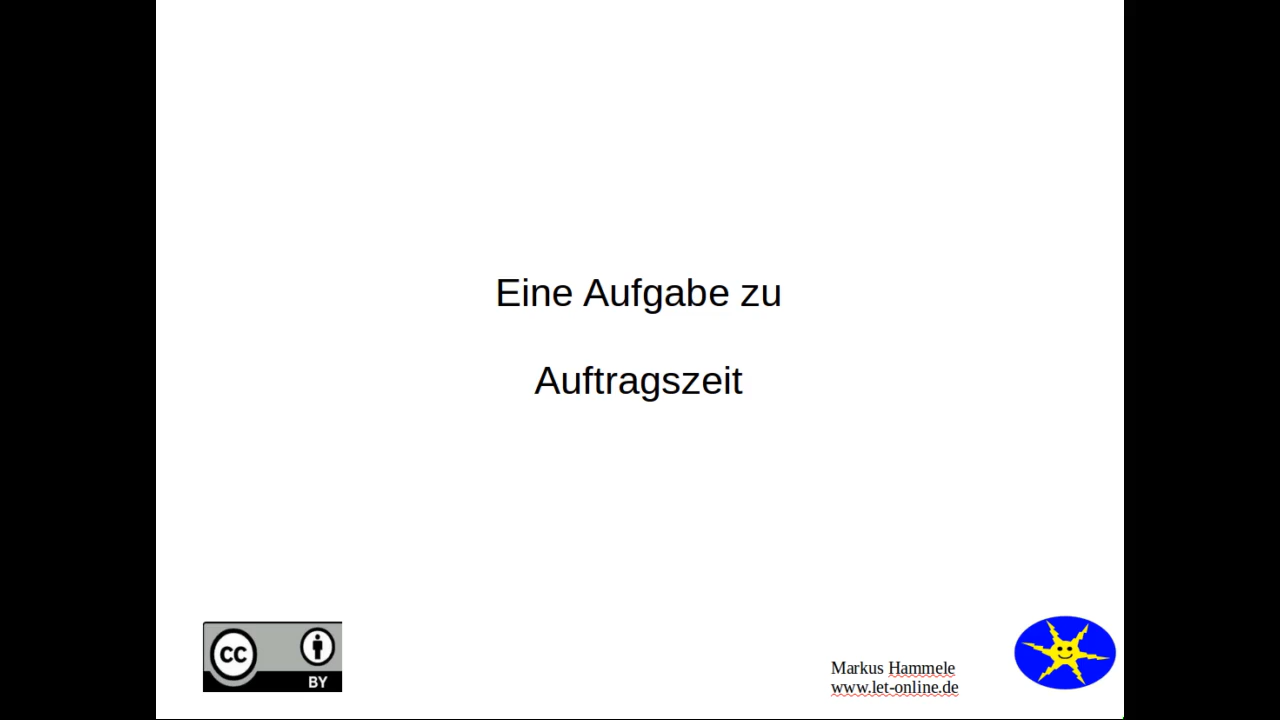 Eine Aufgabe zu
Auftragszeit
CC
BY
Markus Hammele
www.let-online.de